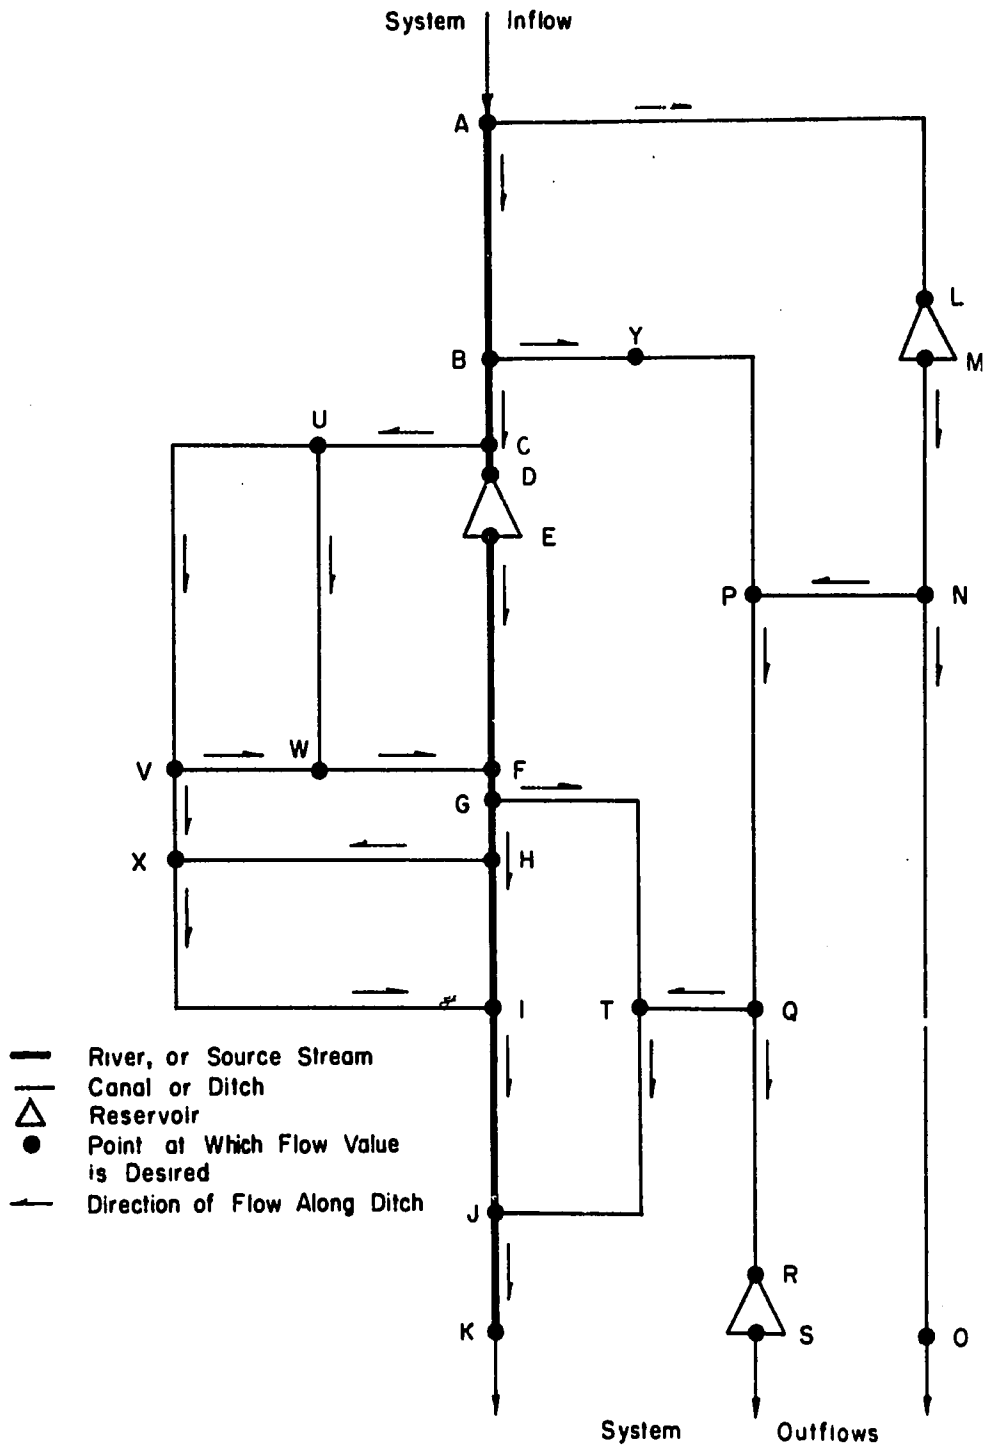 System Inflow
A
L
B
Y
M
U
C
D
E
P
N
V
W
F
G
X
H
I
T
Q
River, or Source Stream
Canal or Ditch
Reservoir
Point at Which Flow Value
is Desired
Direction of Flow Along Ditch
J
R
K
S
O
System Outflows